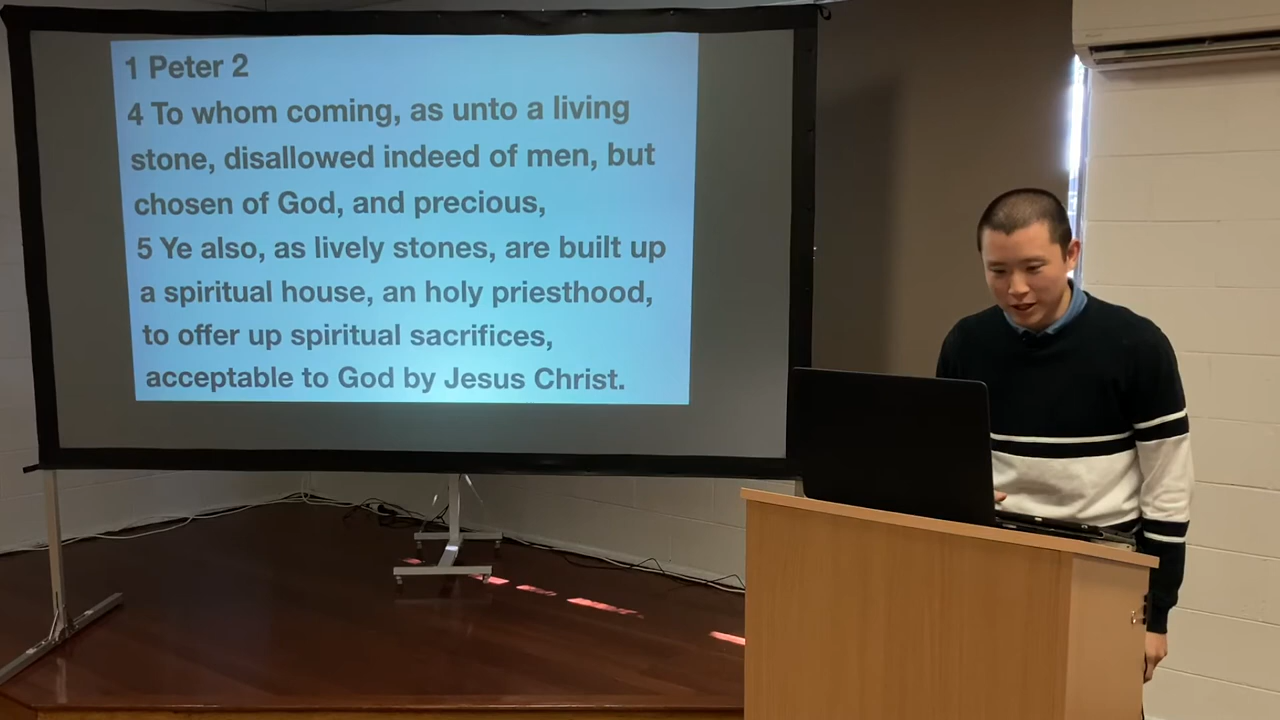 1 Peter 2
4 To whom coming, as unto a living
stone, disallowed indeed of men, but
chosen of God, and precious,
5 Ye also, as lively stones, are built up
a spiritual house, an holy priesthood,
to offer up spiritual sacrifices,
acceptable to God by Jesus Christ.